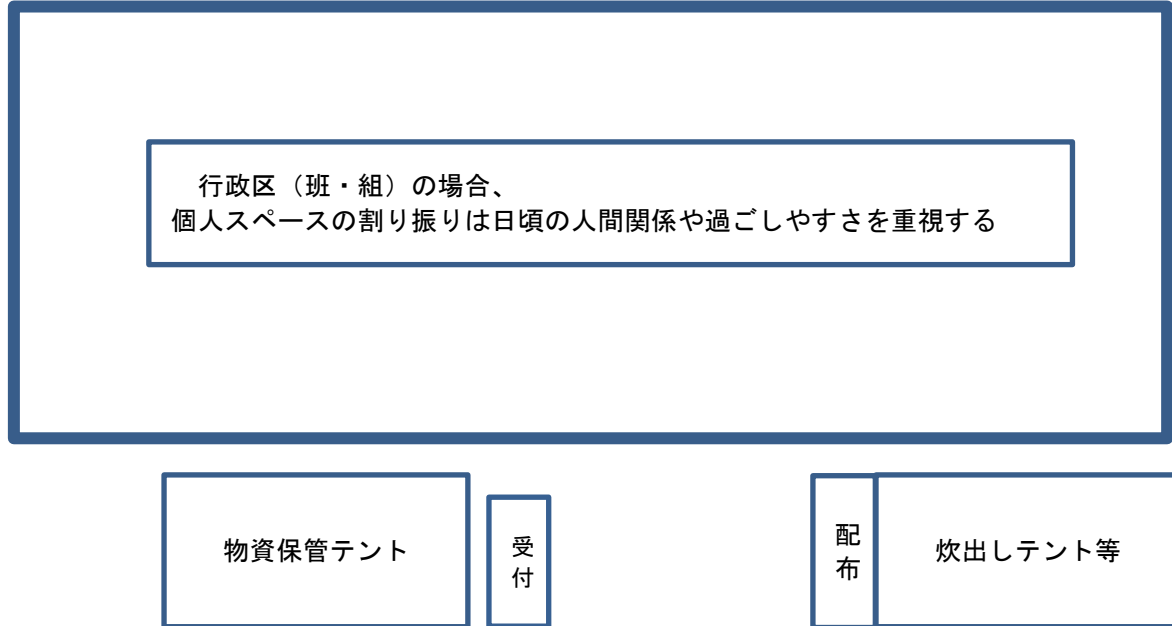 行政区（班・組）の場合、
個人スペースの割り振りは日頃の人間関係や過ごしやすさを重視する
物資保管テント
受付
配布
炊出しテント等